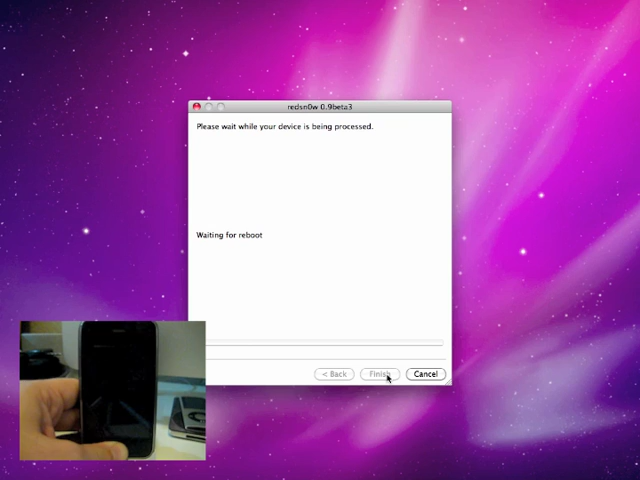 redsn0w 0.9beta3
Please wait while your device is being processed.
Waiting for reboot
< Back
Finish
Cancel